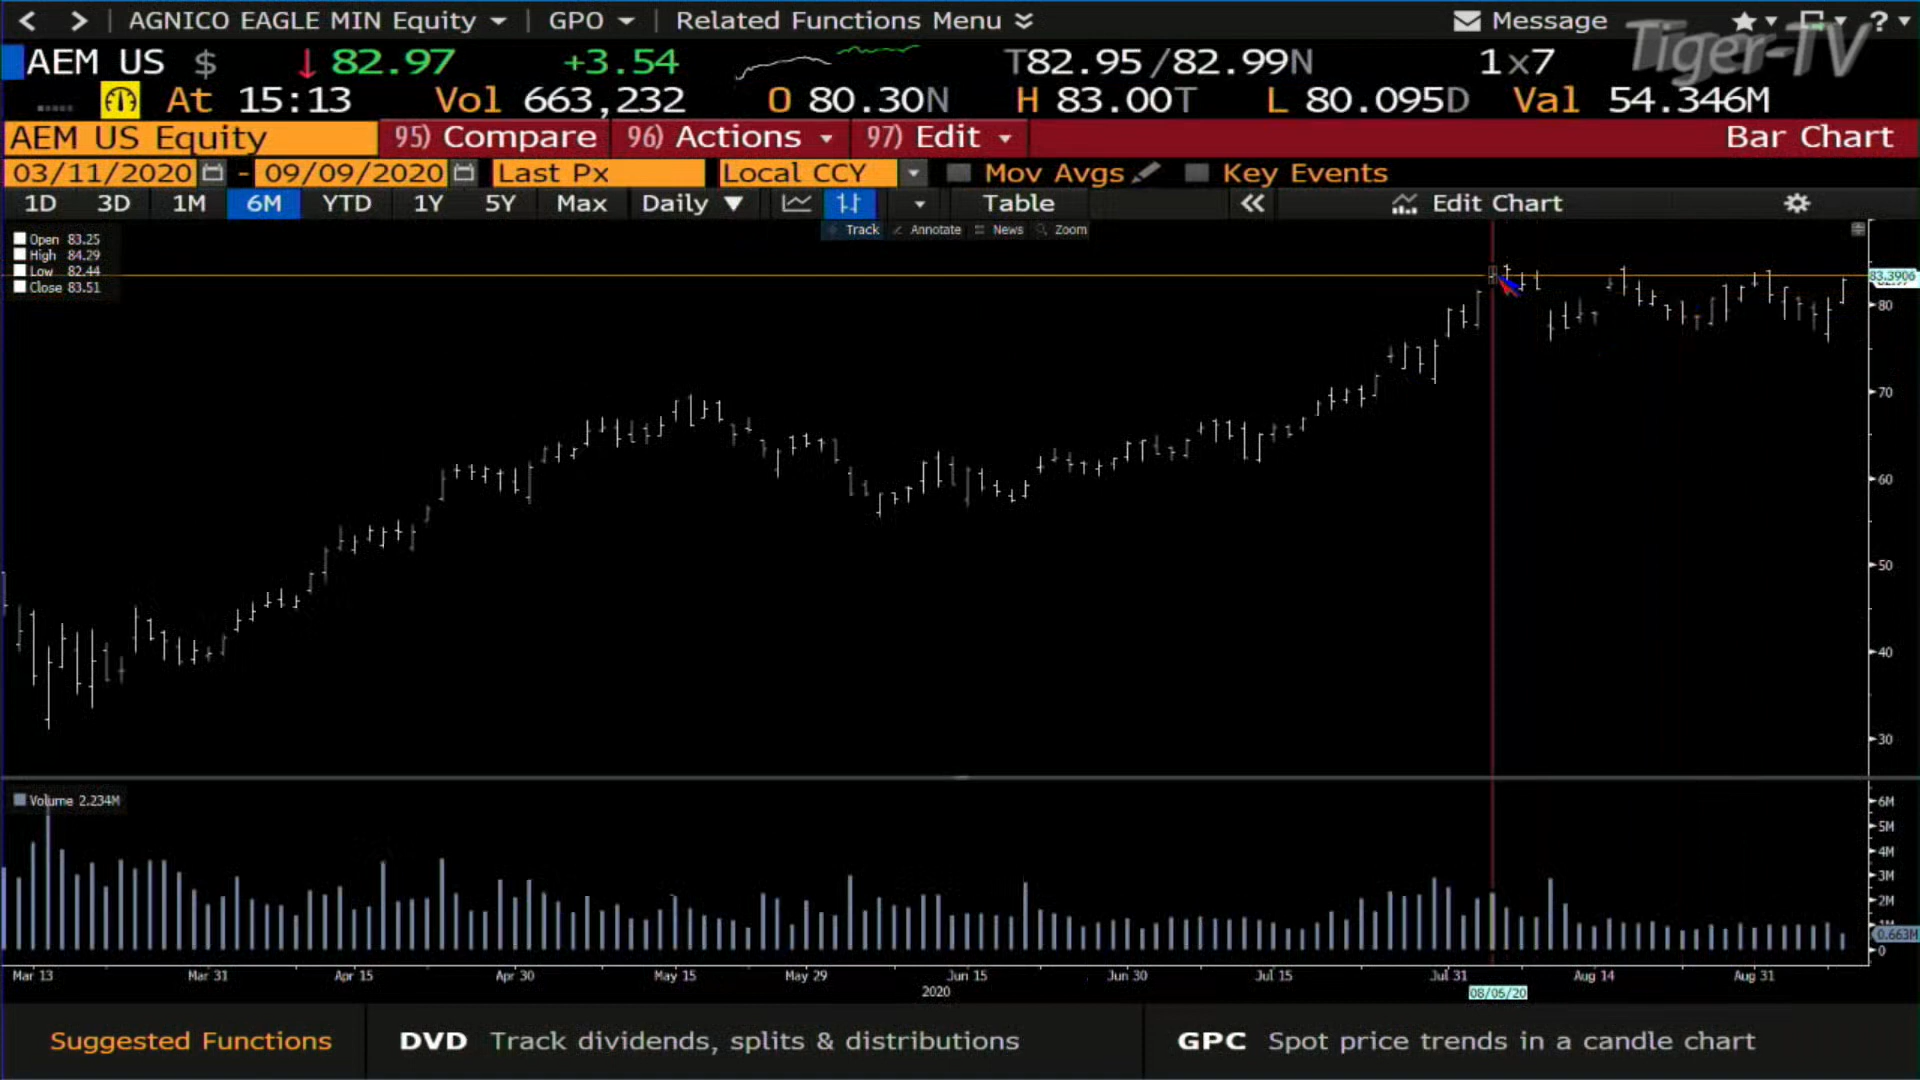 AGNICO EAGLE MIN Equity GPO Related Functions Menu Message ?
Tiger-TV
AEM US $ ↓ 82.97 +3.54 T82.95/82.99N 1x7
At 15:13 Vol 663,232 O 80.30N H 83.00T L 80.095D Val 54.346M
AEM US Equity 95) Compare 96) Actions 97) Edit Bar Chart
03/11/2020 - 09/09/2020 Last Px Local CCY Mov Avgs Key Events
1D 3D 1M 6M YTD 1Y 5Y Max Daily ▼ Table « Edit Chart
Track Annotate News Zoom
Open 83.25
High 84.29
Low 82.44
Close 83.51
83.3906
80
70
60
50
40
30
Volume 2.234M
6M
5M
4M
3M
2M
1M
0.663M
0
Mar 13 Mar 31 Apr 15 Apr 30 May 15 May 29 Jun 15 Jun 30 Jul 15 Jul 31 Aug 14 Aug 31
2020
Suggested Functions DVD Track dividends, splits & distributions GPC Spot price trends in a candle chart